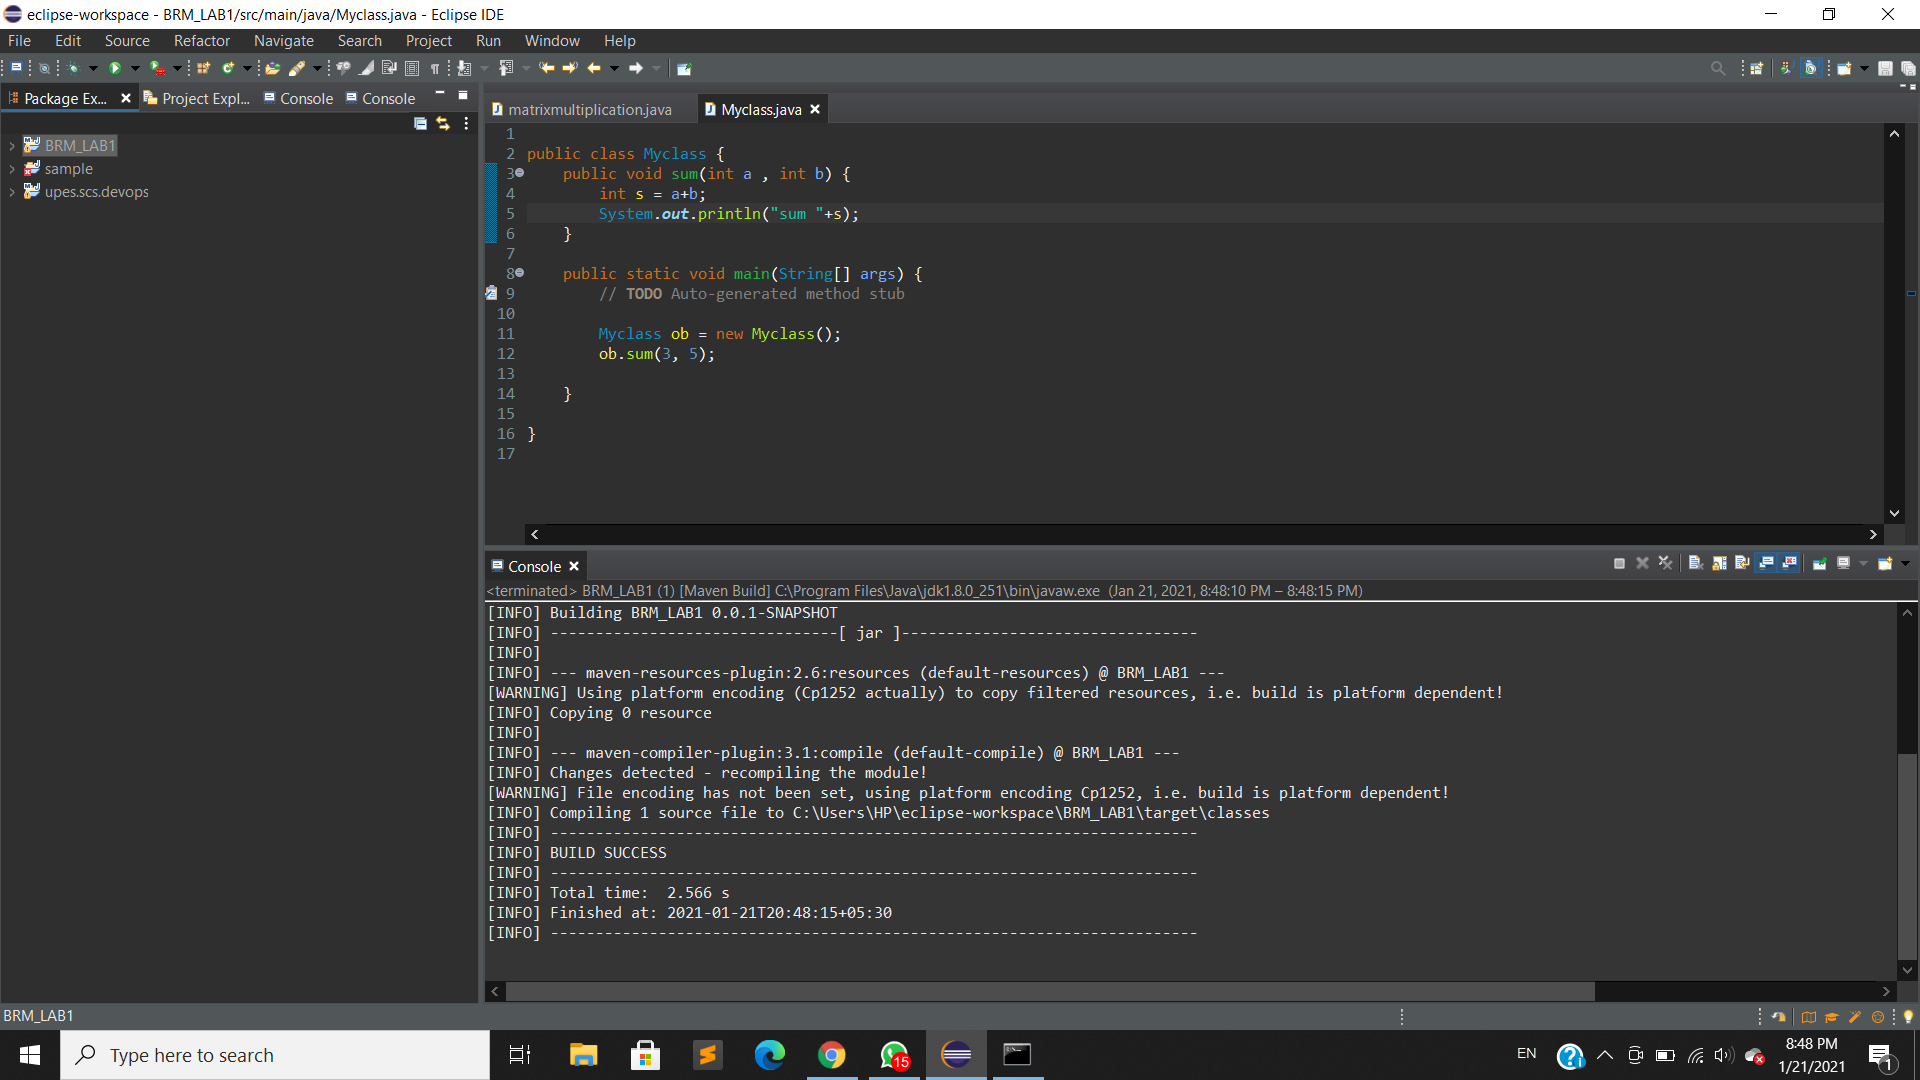 eclipse-workspace - BRM_LAB1/src/main/java/Myclass.java - Eclipse IDE
File Edit Source Refactor Navigate Search Project Run Window Help
Package Ex... Project Expl... Console Console
BRM_LAB1
sample
upes.scs.devops
matrixmultiplication.java Myclass.java
1
2 public class Myclass {
3 public void sum(int a , int b) {
4 int s = a+b;
5 System.out.println("sum "+s);
6 }
7
8 public static void main(String[] args) {
9 // TODO Auto-generated method stub
10
11 Myclass ob = new Myclass();
12 ob.sum(3, 5);
13
14 }
15
16 }
17
Console
<terminated> BRM_LAB1 (1) [Maven Build] C:\Program Files\Java\jdk1.8.0_251\bin\javaw.exe (Jan 21, 2021, 8:48:10 PM – 8:48:15 PM)
[INFO] Building BRM_LAB1 0.0.1-SNAPSHOT
[INFO] --------------------------------[ jar ]---------------------------------
[INFO]
[INFO] --- maven-resources-plugin:2.6:resources (default-resources) @ BRM_LAB1 ---
[WARNING] Using platform encoding (Cp1252 actually) to copy filtered resources, i.e. build is platform dependent!
[INFO] Copying 0 resource
[INFO]
[INFO] --- maven-compiler-plugin:3.1:compile (default-compile) @ BRM_LAB1 ---
[INFO] Changes detected - recompiling the module!
[WARNING] File encoding has not been set, using platform encoding Cp1252, i.e. build is platform dependent!
[INFO] Compiling 1 source file to C:\Users\HP\eclipse-workspace\BRM_LAB1\target\classes
[INFO] ------------------------------------------------------------------------
[INFO] BUILD SUCCESS
[INFO] ------------------------------------------------------------------------
[INFO] Total time:  2.566 s
[INFO] Finished at: 2021-01-21T20:48:15+05:30
[INFO] ------------------------------------------------------------------------
BRM_LAB1
Type here to search
15
EN
8:48 PM
1/21/2021
1